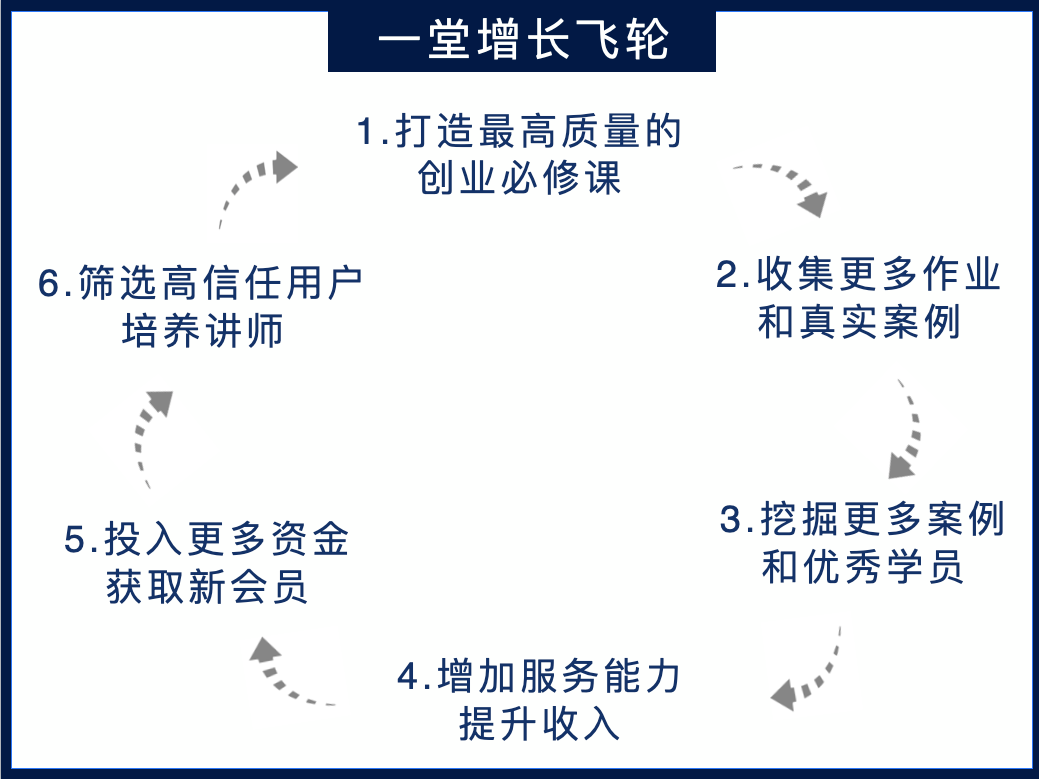 一堂增长飞轮
1.打造最高质量的
创业必修课
2.收集更多作业
和真实案例
3.挖掘更多案例
和优秀学员
4.增加服务能力
提升收入
5.投入更多资金
获取新会员
6.筛选高信任用户
培养讲师